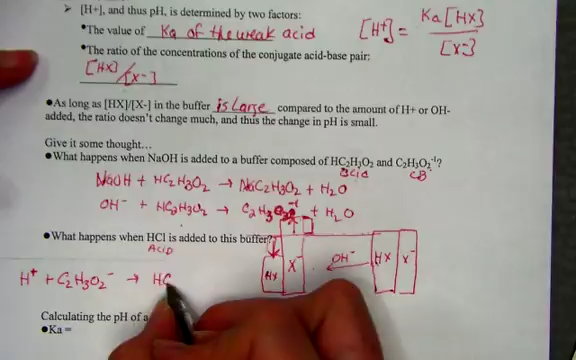 ➢ [H+], and thus pH, is determined by two factors:
•The value of Ka of the weak acid
[H+] = Ka[HX] / [X-]
•The ratio of the concentrations of the conjugate acid-base pair:
[HX]/[X-]
•As long as [HX]/[X-] in the buffer is large compared to the amount of H+ or OH-
added, the ratio doesn't change much, and thus the change in pH is small.
Give it some thought…
•What happens when NaOH is added to a buffer composed of HC2H3O2 and C2H3O2-1?
acid CB
NaOH + HC2H3O2 → NaC2H3O2 + H2O
OH- + HC2H3O2 → C2H3O2-1 + H2O
•What happens when HCl is added to this buffer?
ACID
HX X- OH- HX X-
H+ + C2H3O2- → HC
Calculating the pH of a
•Ka =